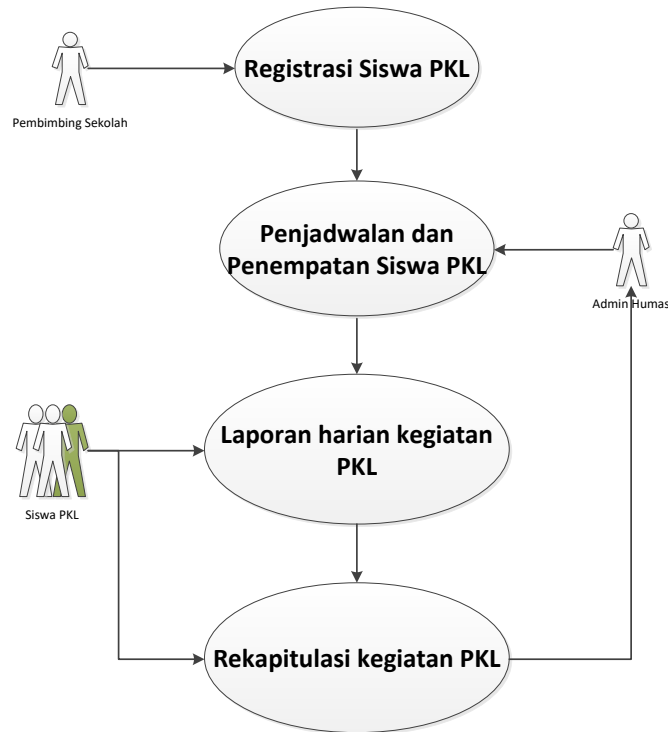 Registrasi Siswa PKL
Pembimbing Sekolah
Penjadwalan dan
Penempatan Siswa PKL
Admin Humas
Laporan harian kegiatan
PKL
Siswa PKL
Rekapitulasi kegiatan PKL